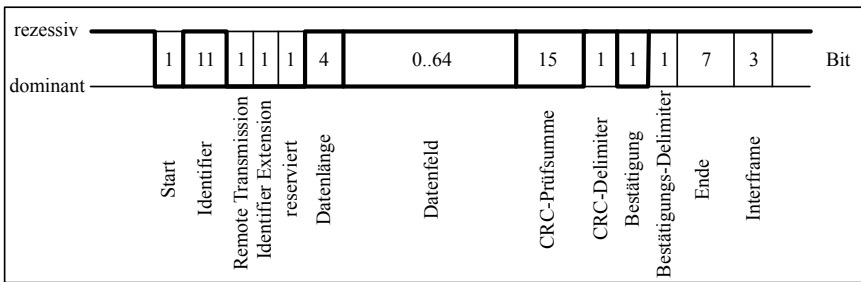 rezessiv
1 11 1 1 1 4 0..64 15 1 1 1 7 3 Bit
dominant
Start
Identifier
Remote Transmission
Identifier Extension
reserviert
Datenlänge
Datenfeld
CRC-Prüfsumme
CRC-Delimiter
Bestätigung
Bestätigungs-Delimiter
Ende
Interframe